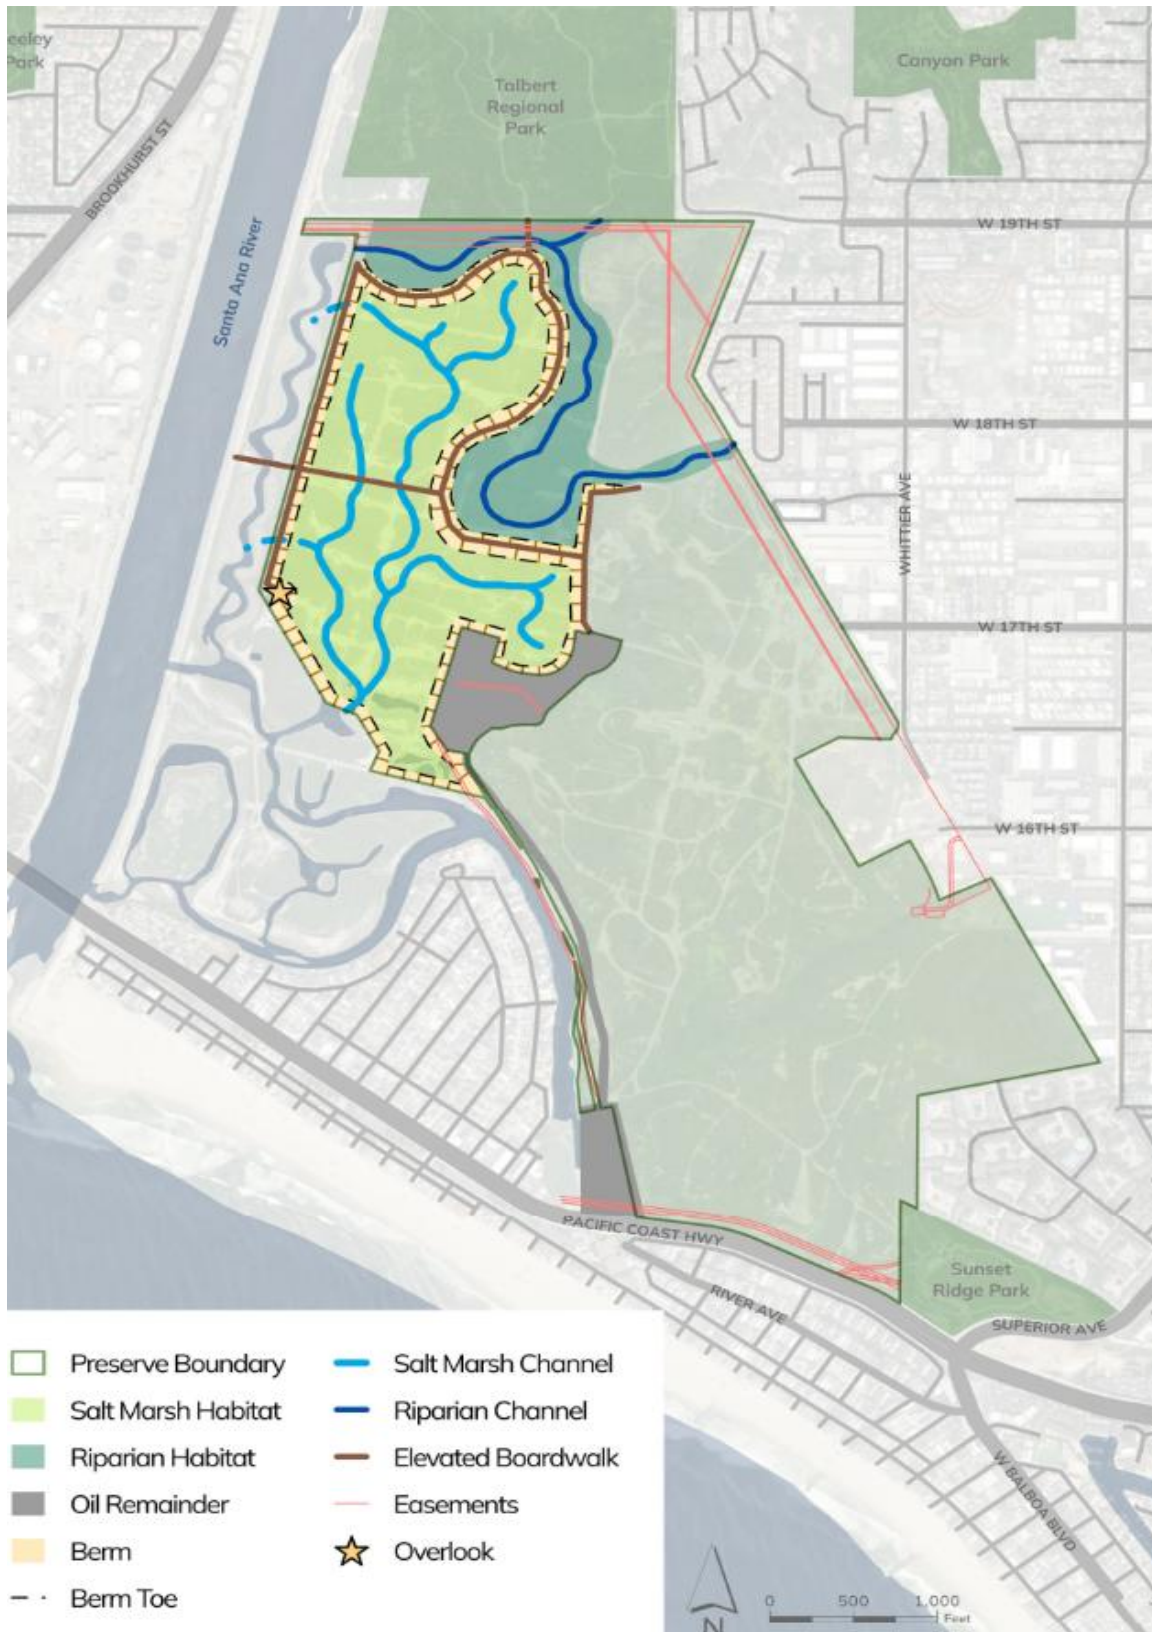 eeley
Park
Talbert
Regional
Park
Canyon Park
BROOKHURST ST
Santa Ana River
W 19TH ST
W 18TH ST
WHITTIER AVE
W 17TH ST
W 16TH ST
PACIFIC COAST HWY
RIVER AVE
Sunset
Ridge Park
SUPERIOR AVE
W BALBOA BLVD
Preserve Boundary
Salt Marsh Habitat
Riparian Habitat
Oil Remainder
Berm
Berm Toe
Salt Marsh Channel
Riparian Channel
Elevated Boardwalk
Easements
Overlook
N
0 500 1,000
Feet